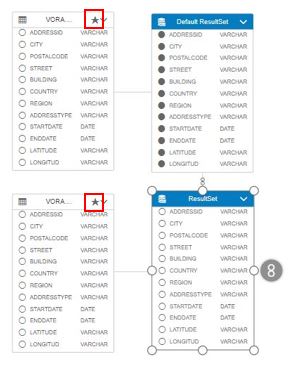 VORA...
ADDRESSID VARCHAR
CITY VARCHAR
POSTALCODE VARCHAR
STREET VARCHAR
BUILDING VARCHAR
COUNTRY VARCHAR
REGION VARCHAR
ADDRESSTYPE VARCHAR
STARTDATE DATE
ENDDATE DATE
LATITUDE VARCHAR
LONGITUD VARCHAR
Default ResultSet
ADDRESSID VARCHAR
CITY VARCHAR
POSTALCODE VARCHAR
STREET VARCHAR
BUILDING VARCHAR
COUNTRY VARCHAR
REGION VARCHAR
ADDRESSTYPE VARCHAR
STARTDATE DATE
ENDDATE DATE
LATITUDE VARCHAR
LONGITUD VARCHAR
VORA...
ADDRESSID VARCHAR
CITY VARCHAR
POSTALCODE VARCHAR
STREET VARCHAR
BUILDING VARCHAR
COUNTRY VARCHAR
REGION VARCHAR
ADDRESSTYPE VARCHAR
STARTDATE DATE
ENDDATE DATE
LATITUDE VARCHAR
LONGITUD VARCHAR
ResultSet
ADDRESSID VARCHAR
CITY VARCHAR
POSTALCODE VARCHAR
STREET VARCHAR
BUILDING VARCHAR
COUNTRY VARCHAR
REGION VARCHAR
ADDRESSTYPE VARCHAR
STARTDATE DATE
ENDDATE DATE
LATITUDE VARCHAR
LONGITUD VARCHAR